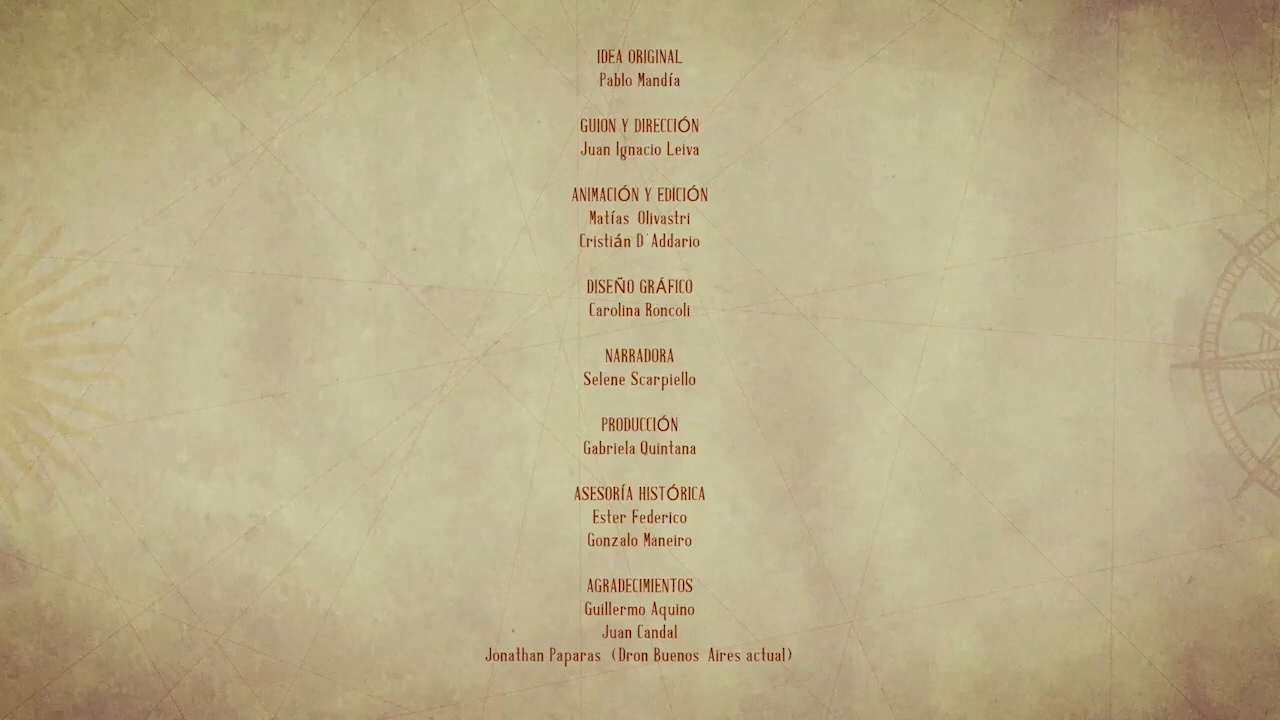 IDEA ORIGINAL
Pablo Mandía
GUION Y DIRECCIÓN
Juan Ignacio Leiva
ANIMACIÓN Y EDICIÓN
Matías Olivastri
Cristián D'Addario
DISEÑO GRÁFICO
Carolina Roncoli
NARRADORA
Selene Scarpiello
PRODUCCIÓN
Gabriela Quintana
ASESORÍA HISTÓRICA
Ester Federico
Gonzalo Maneiro
AGRADECIMIENTOS
Guillermo Aquino
Juan Candal
Jonathan Paparas (Dron Buenos Aires actual)